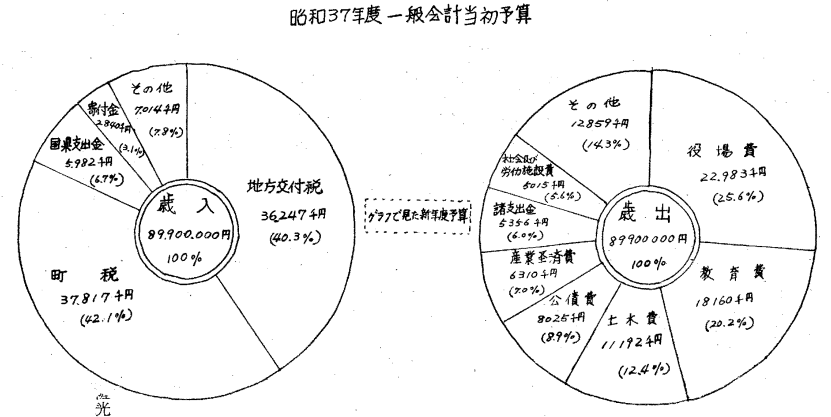 昭和37年度一般会計当初予算
その他
7,014千円
(7.8%)
寄付金
2840千円
(3.1%)
国県支出金
5.982千円
(6.7%)
地方交付税
36,247千円
(40.3%)
歳入
89.900.000円
100%
町税
37.817千円
(42.1%)
グラフで見た新年度予算
その他
12859千円
(14.3%)
役場費
22.983千円
(25.6%)
社会及び
労仂施設費
5015千円
(5.6%)
諸支出金
5356千円
(6.0%)
歳出
89900000円
100%
産業圣済費
6310千円
(7.0%)
教育費
18160千円
(20.2%)
公債費
8025千円
(8.9%)
土木費
11192千円
(12.4%)